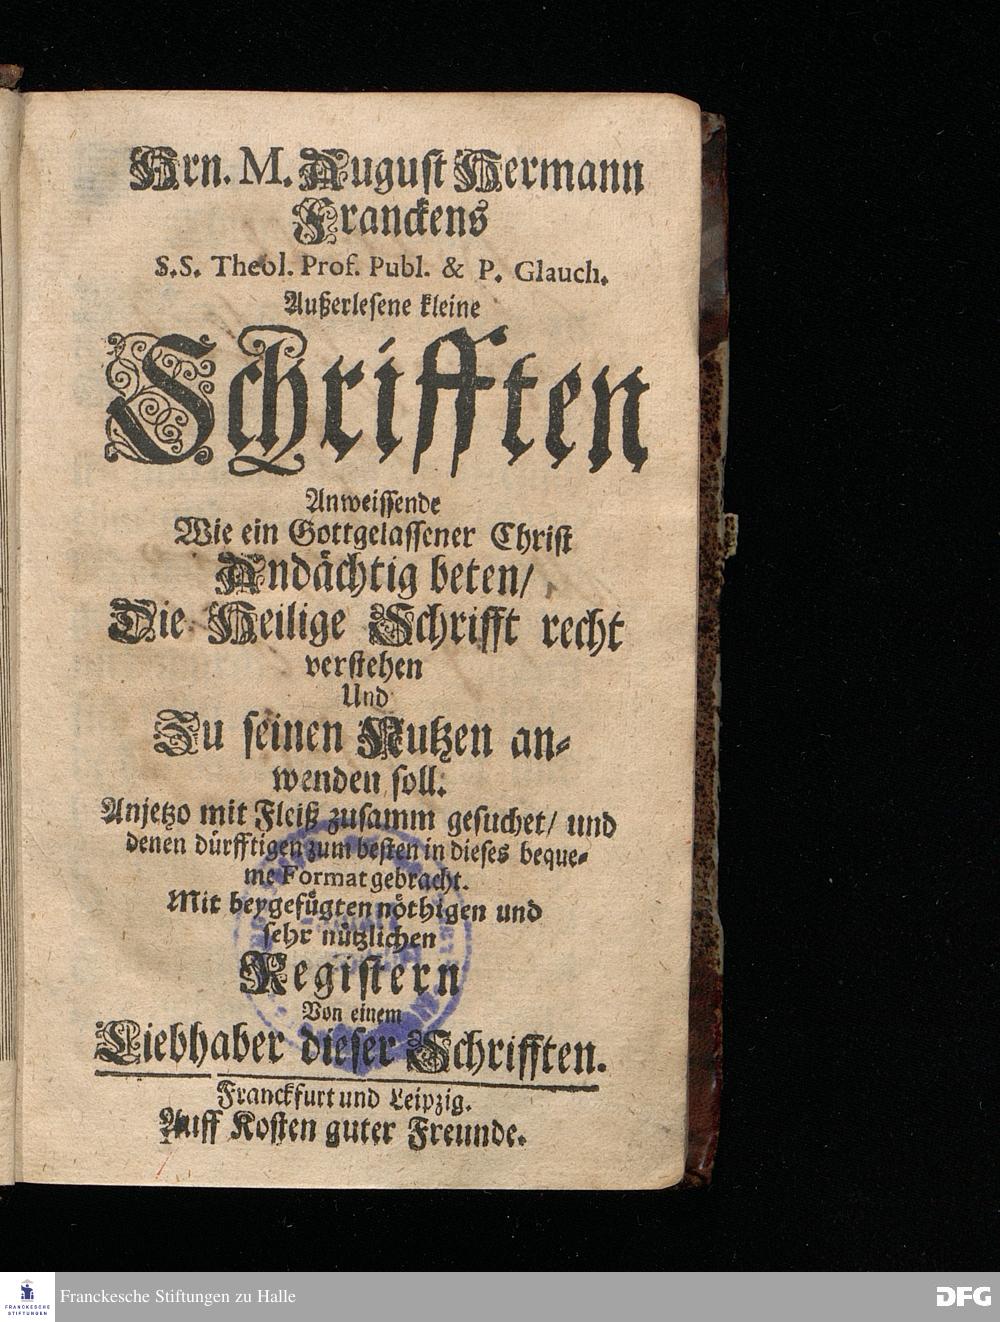 Hrn. M. August Hermann
Franckens
S.S. Theol. Prof. Publ. & P. Glauch.
Außerlesene kleine
Schrifften
Anweissende
Wie ein Gottgelassener Christ
Andächtig beten/
Die Heilige Schrifft recht
verstehen
Und
Zu seinen Nutzen an-
wenden soll.
Anjetzo mit Fleiß zusamm gesuchet/ und
denen dürfftigen zum besten in dieses beque-
me Format gebracht.
Mit beygefügten nöthigen und
sehr nützlichen
Registern
Von einem
Liebhaber dieser Schrifften.
Franckfurt und Leipzig.
Auff Kosten guter Freunde.
FRANCKESCHE
STIFTUNGEN
Franckesche Stiftungen zu Halle
DFG